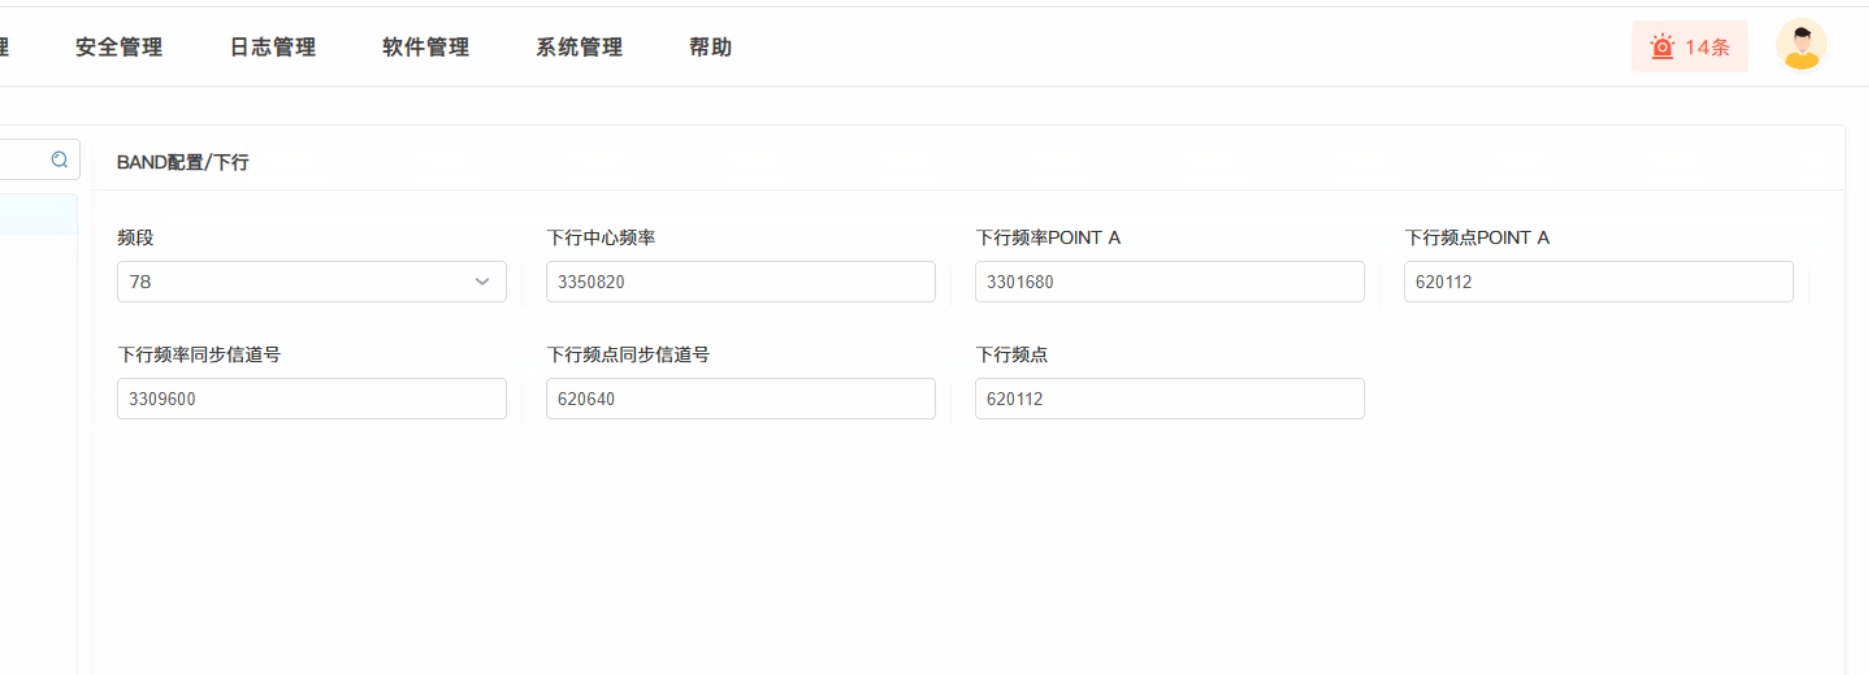 理 安全管理 日志管理 软件管理 系统管理 帮助 14条
BAND配置/下行
频段 下行中心频率 下行频率POINT A 下行频点POINT A
78 3350820 3301680 620112
下行频率同步信道号 下行频点同步信道号 下行频点
3309600 620640 620112